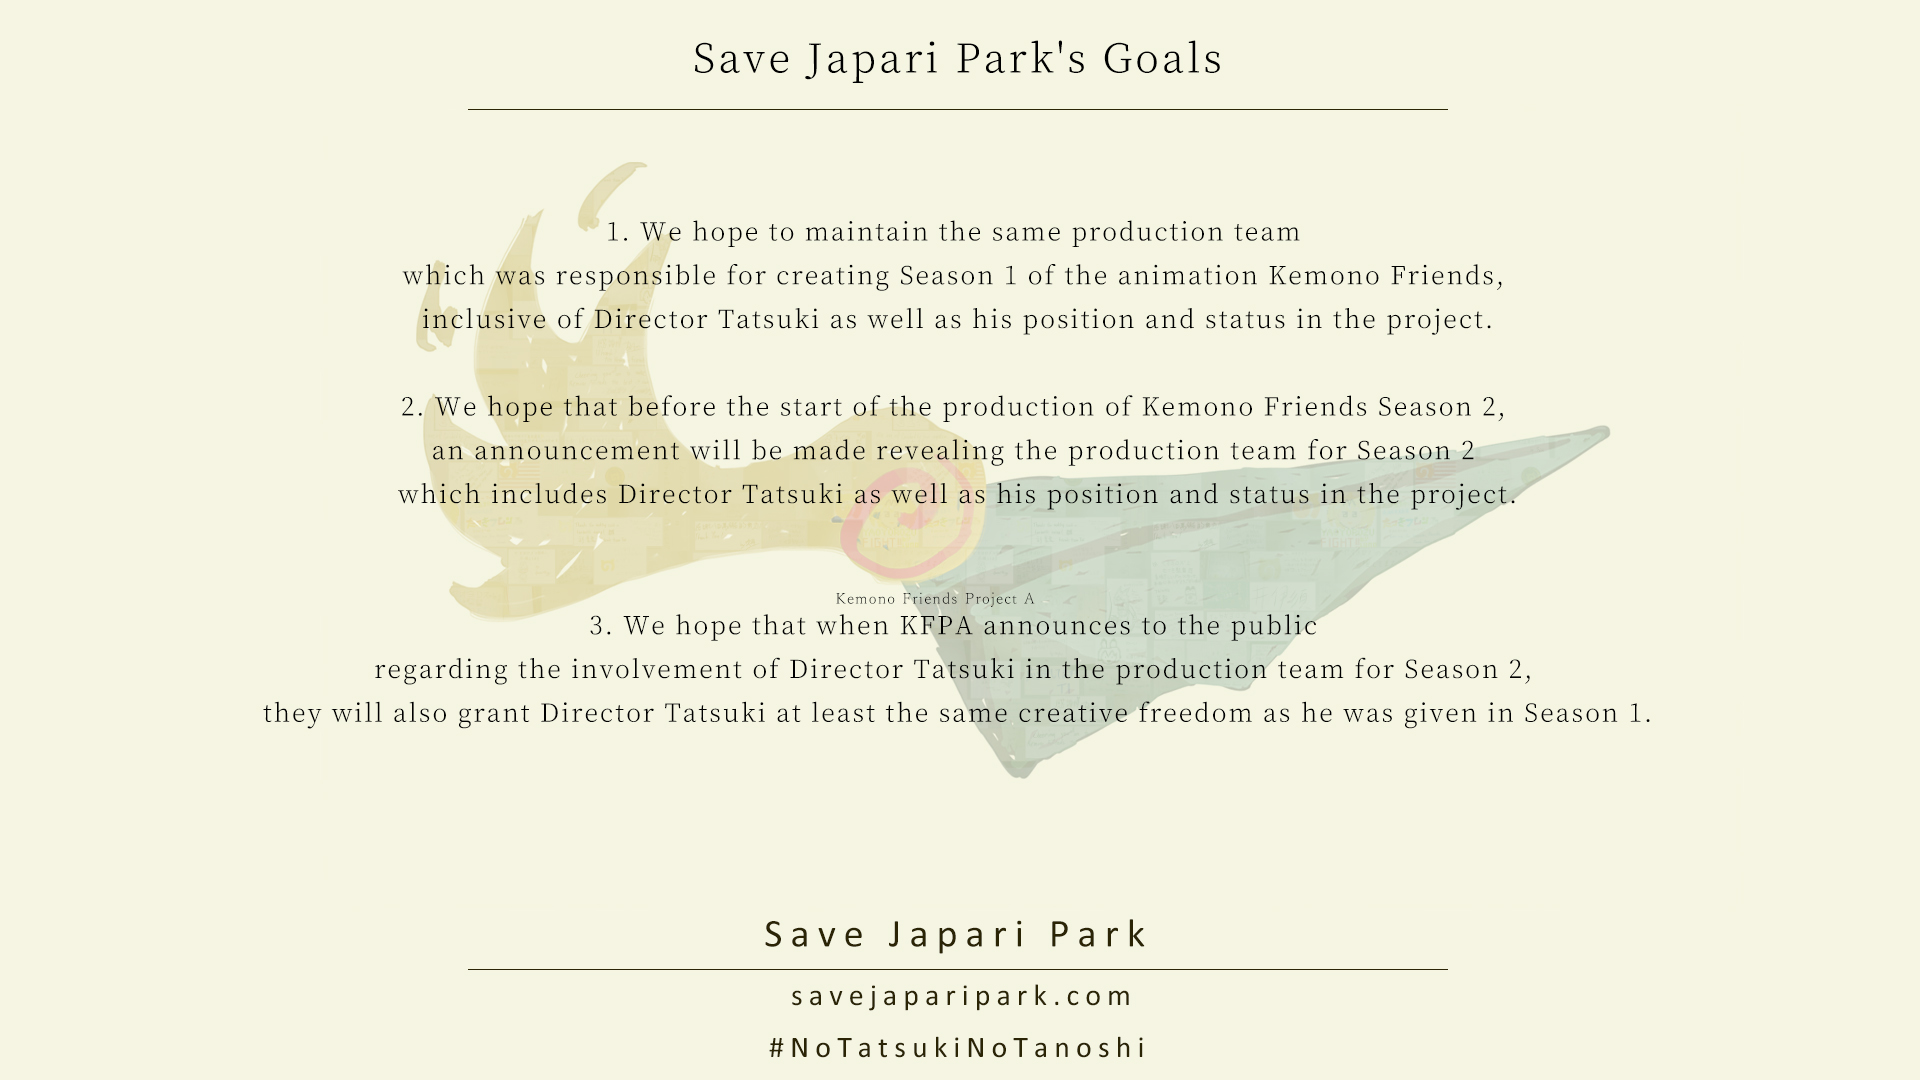 Save Japari Park's Goals
1. We hope to maintain the same production team
which was responsible for creating Season 1 of the animation Kemono Friends,
inclusive of Director Tatsuki as well as his position and status in the project.
2. We hope that before the start of the production of Kemono Friends Season 2,
an announcement will be made revealing the production team for Season 2
which includes Director Tatsuki as well as his position and status in the project.
Kemono Friends Project A
3. We hope that when KFPA announces to the public
regarding the involvement of Director Tatsuki in the production team for Season 2,
they will also grant Director Tatsuki at least the same creative freedom as he was given in Season 1.
Save Japari Park
savejaparipark.com
#NoTatsukiNoTanoshi